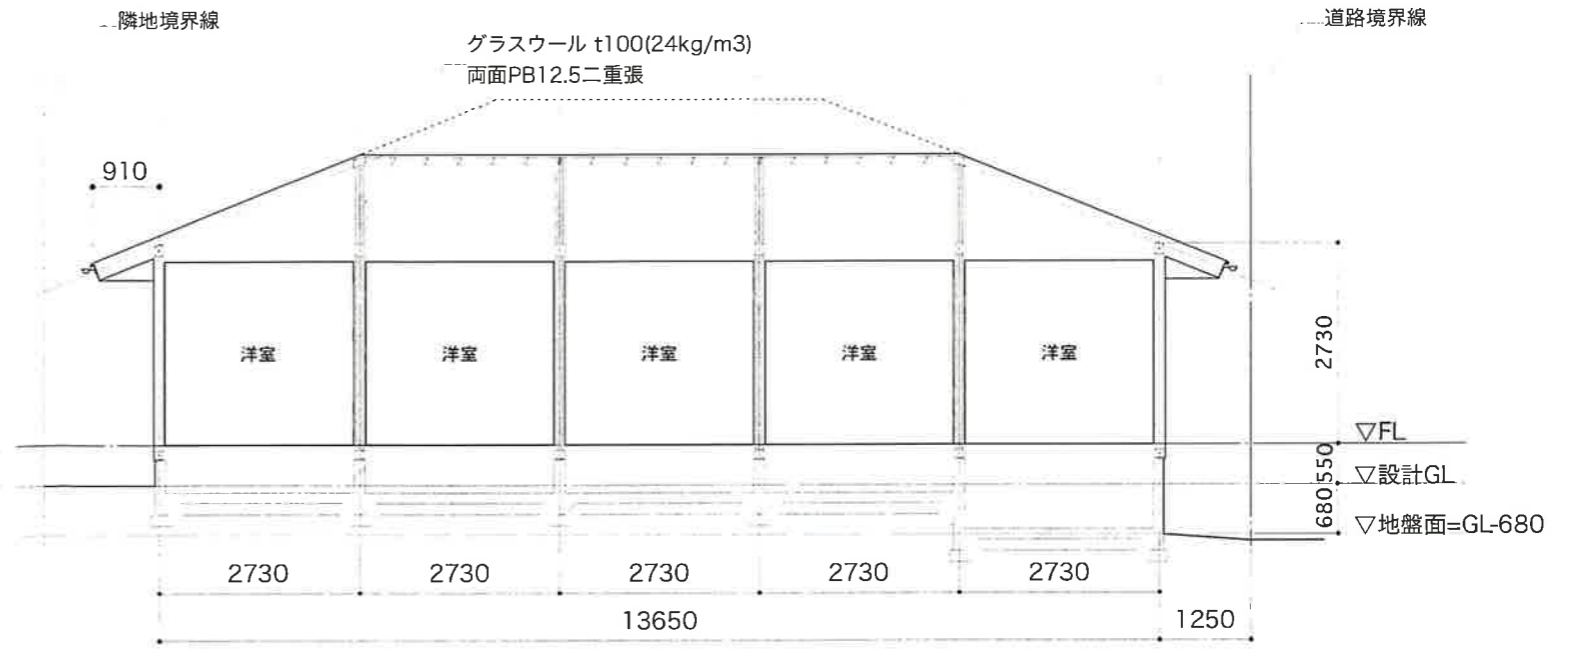 隣地境界線
道路境界線
グラスウール t100(24kg/m3)
両面PB12.5二重張
910
洋室
洋室
洋室
洋室
洋室
2730
▽FL
550
▽設計GL
680
▽地盤面=GL-680
2730
2730
2730
2730
2730
13650
1250